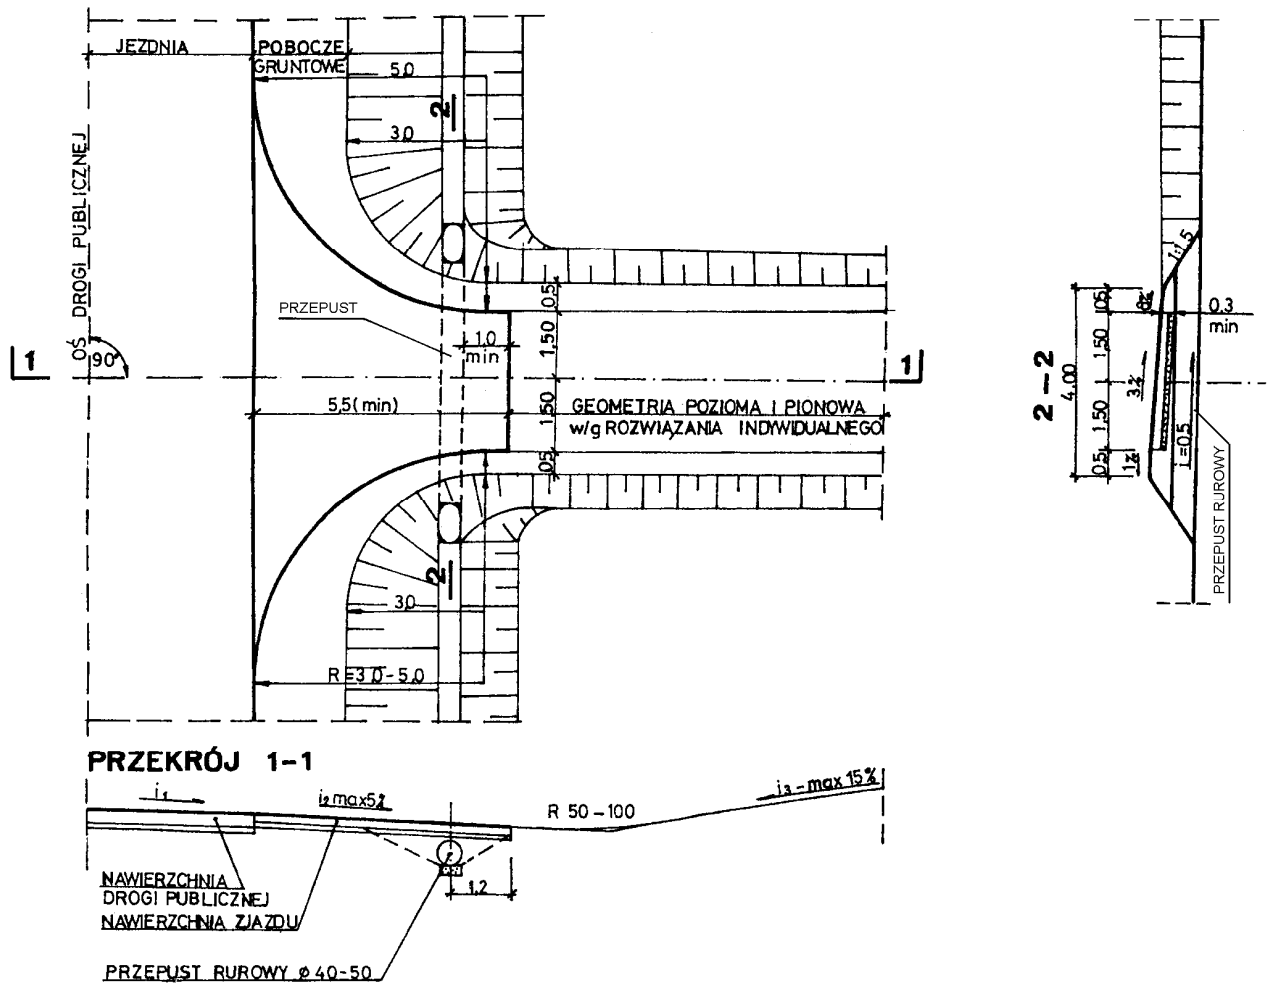 JEZDNIA
POBOCZE
GRUNTOWE
5,0
2
3,0
OŚ DROGI PUBLICZNEJ
PRZEPUST
0,5
1,50
1,0
min
1
90°
1
5,5(min)
1,50
GEOMETRIA POZIOMA I PIONOWA
w/g ROZWIĄZANIA INDYWIDUALNEGO
0,5
2
3,0
R=3,0-5,0
1:1,5
0,3
min
0,5
1,50
4,00
2-2
3%
1,50
0,5
i=0,5
PRZEPUST RUROWY
PRZEKRÓJ 1-1
i₁
i₂ max5%
R 50-100
i₃-max 15%
NAWIERZCHNIA
DROGI PUBLICZNEJ
NAWIERZCHNIA ZJAZDU
1,2
PRZEPUST RUROWY ø 40-50